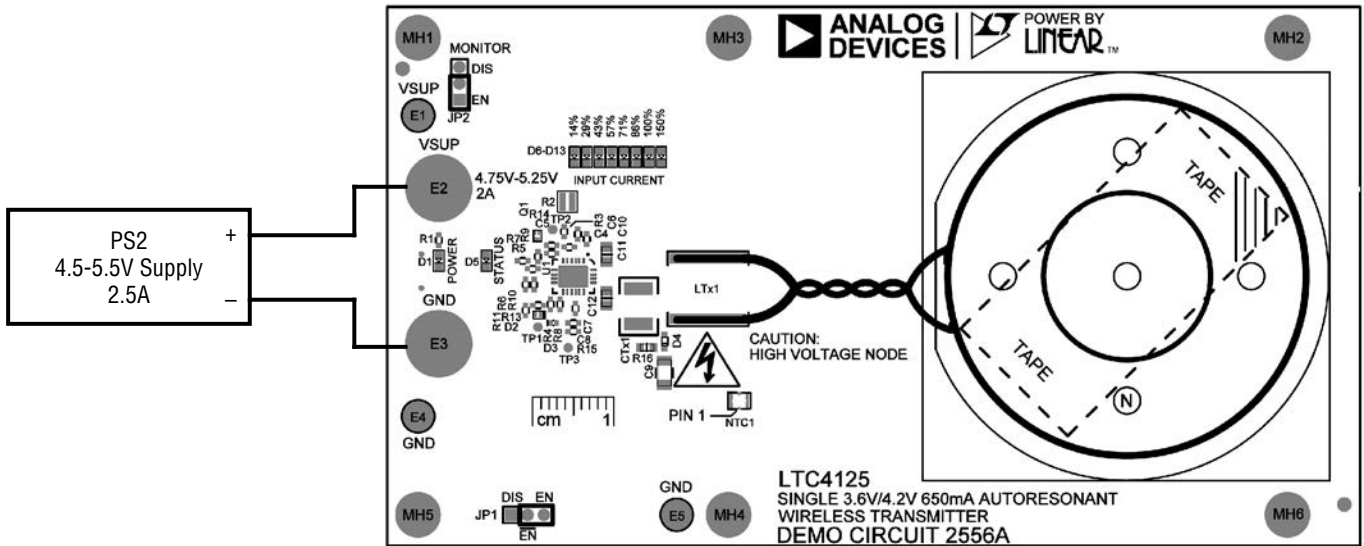 ANALOG
DEVICES
POWER BY
LINEAR TM
MH1
MH3
MH2
MONITOR
DIS
EN
JP2
VSUP
E1
VSUP
E2
4.75V-5.25V
2A
14%
29%
43%
57%
71%
86%
100%
150%
D6-D13
INPUT CURRENT
R2
Q1
R14
C5
TP2
R3
C4
C6
C10
C11
R7
R9
R5
U1
R1
D1
POWER
D5
STATUS
PS2
4.5-5.5V Supply
2.5A
+
–
GND
E3
R11
R6
R10
R13
D2
TP1
R4
D3
R8
C7
C8
R15
TP3
C12
CTx1
LTx1
R16
D4
C9
CAUTION:
HIGH VOLTAGE NODE
TAPE
TAPE
N
PIN 1
NTC1
cm 1
E4
GND
MH5
JP1
DIS EN
EN
GND
E5
MH4
LTC4125
SINGLE 3.6V/4.2V 650mA AUTORESONANT
WIRELESS TRANSMITTER
DEMO CIRCUIT 2556A
MH6